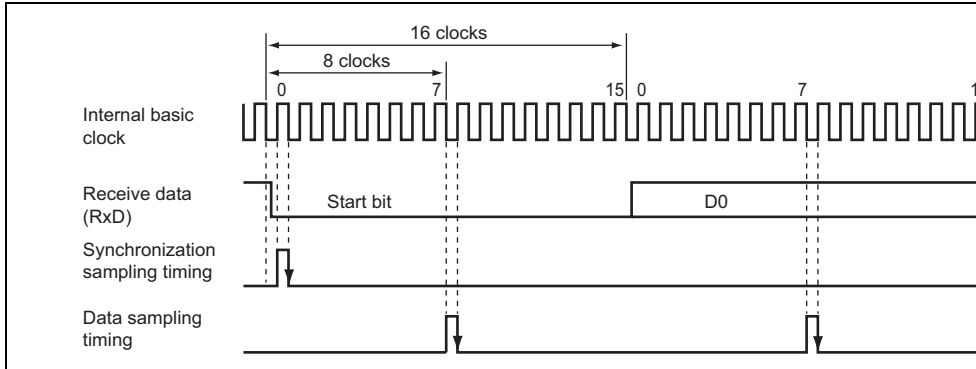 16 clocks
8 clocks
0 7 15 0 7 1
Internal basic
clock
Receive data
(RxD)
Start bit D0
Synchronization
sampling timing
Data sampling
timing